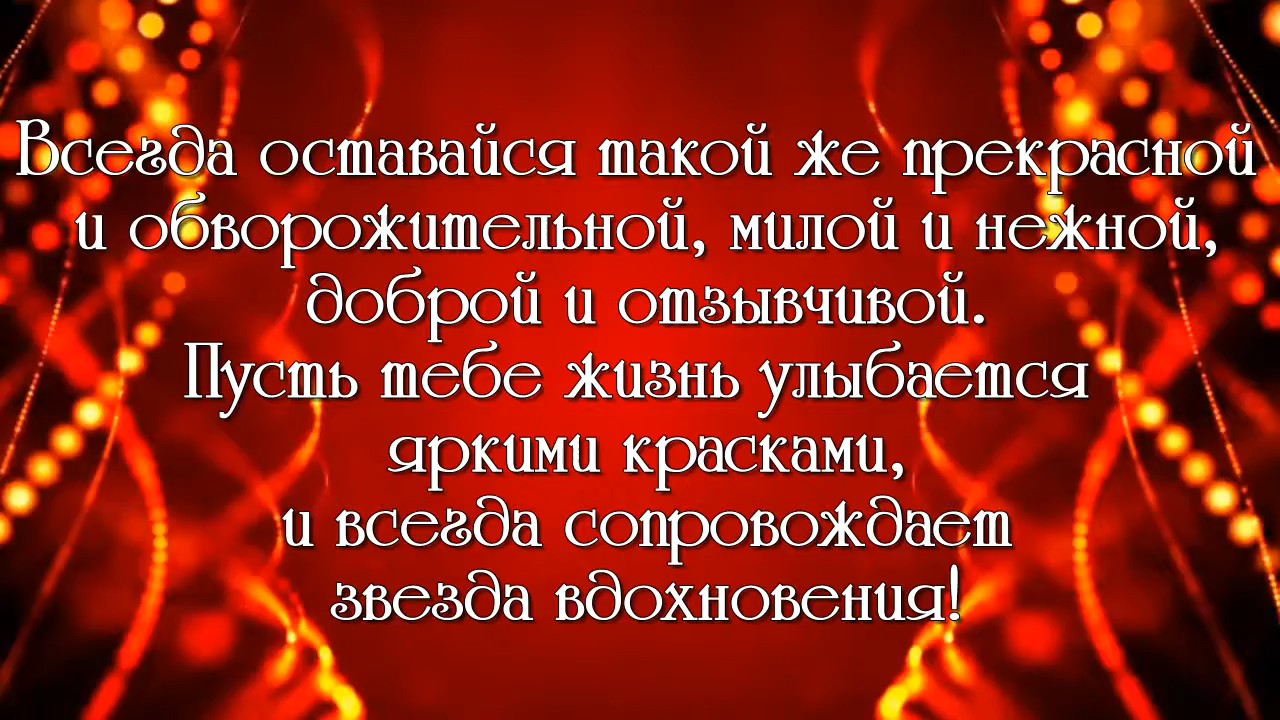 Всегда оставайся такой же прекрасной
и обворожительной, милой и нежной,
доброй и отзывчивой.
Пусть тебе жизнь улыбается
яркими красками,
и всегда сопровождает
звезда вдохновения!